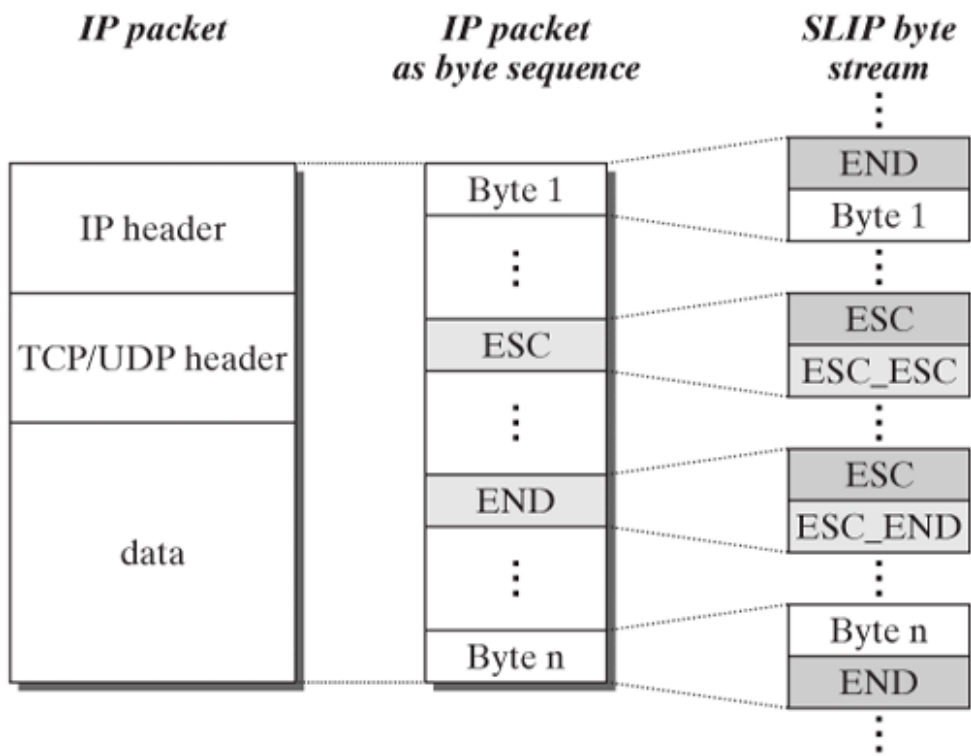 IP packet
IP packet
as byte sequence
SLIP byte
stream
IP header
TCP/UDP header
data
Byte 1
ESC
END
Byte n
END
Byte 1
ESC
ESC_ESC
ESC
ESC_END
Byte n
END